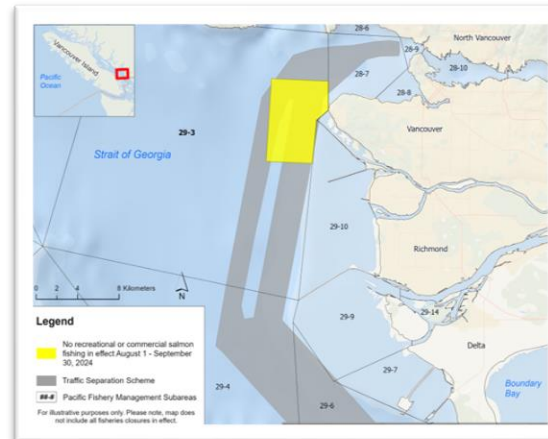 Vancouver Island
Pacific
Ocean
28-6
North Vancouver
28-9
28-10
28-7
28-8
29-3
Vancouver
Strait of Georgia
29-10
Richmond
0 2 4 8 Kilometers
N
29-14
29-9
Delta
Legend
No recreational or commercial salmon
fishing in effect August 1 - September
30, 2024
29-7
Boundary
Bay
Traffic Separation Scheme
29-4
Pacific Fishery Management Subareas
29-6
For illustrative purposes only. Please note, map does
not include all fisheries closures in effect.